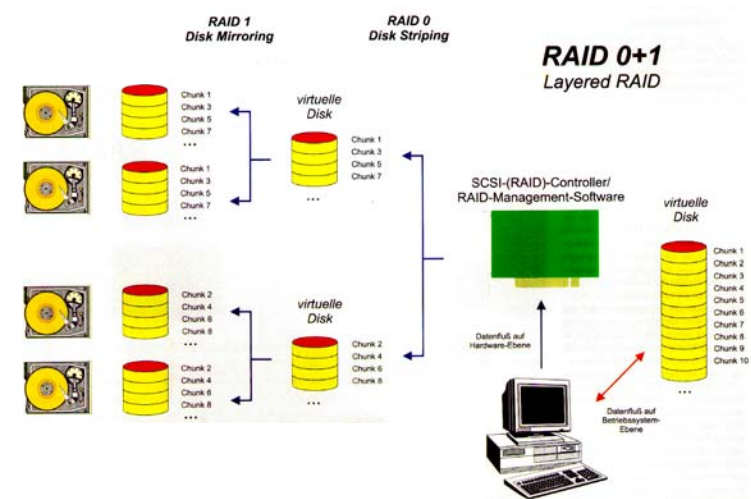 RAID 1
Disk Mirroring
RAID 0
Disk Striping
RAID 0+1
Layered RAID
Chunk 1
Chunk 3
Chunk 5
Chunk 7
...
Chunk 1
Chunk 3
Chunk 5
Chunk 7
...
virtuelle
Disk
Chunk 1
Chunk 3
Chunk 5
Chunk 7
...
Chunk 2
Chunk 4
Chunk 6
Chunk 8
...
Chunk 2
Chunk 4
Chunk 6
Chunk 8
...
virtuelle
Disk
Chunk 2
Chunk 4
Chunk 6
Chunk 8
...
SCSI-(RAID)-Controller/
RAID-Management-Software
Datenfluß auf
Hardware-Ebene
virtuelle
Disk
Chunk 1
Chunk 2
Chunk 3
Chunk 4
Chunk 5
Chunk 6
Chunk 7
Chunk 8
Chunk 9
Chunk 10
...
Datenfluß auf
Betriebssystem-
Ebene